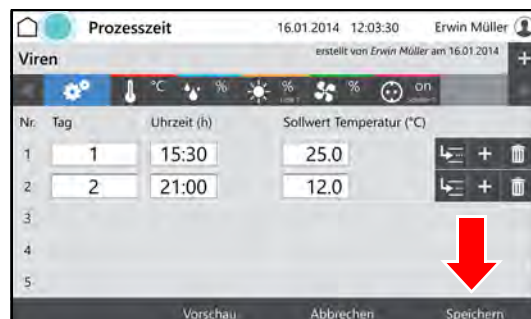 Prozesszeit 16.01.2014 12:03:30 Erwin Müller
Viren erstellt von Erwin Müller am 16.01.2014
+
°C % % % on
Nr. Tag Uhrzeit (h) Sollwert Temperatur (°C)
1 1 15:30 25.0 +
2 2 21:00 12.0 +
3
4
5
Vorschau Abbrechen Speichern